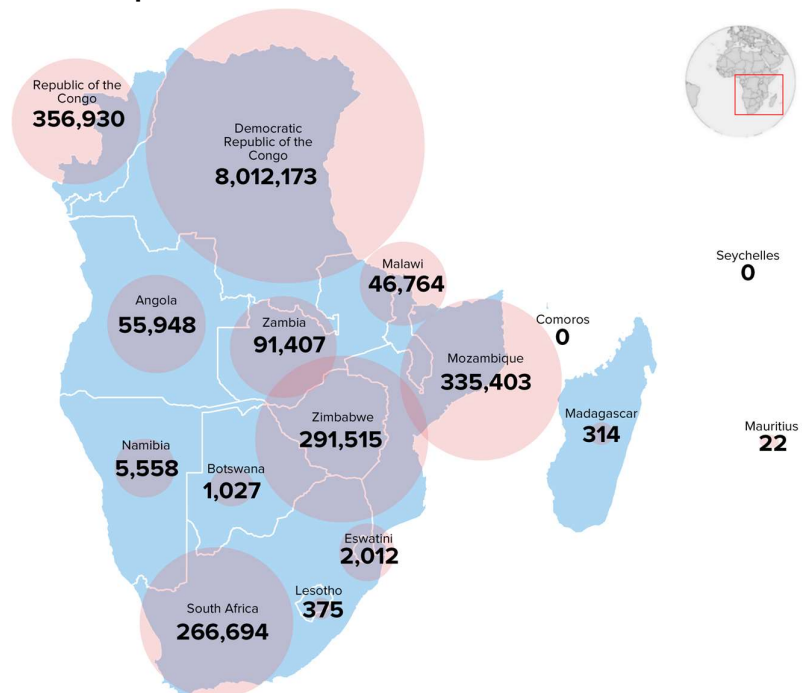 Republic of the
Congo
356,930
Democratic
Republic of the
Congo
8,012,173
Malawi
46,764
Seychelles
0
Angola
55,948
Zambia
91,407
Comoros
0
Mozambique
335,403
Zimbabwe
291,515
Madagascar
314
Mauritius
22
Namibia
5,558
Botswana
1,027
Eswatini
2,012
Lesotho
375
South Africa
266,694